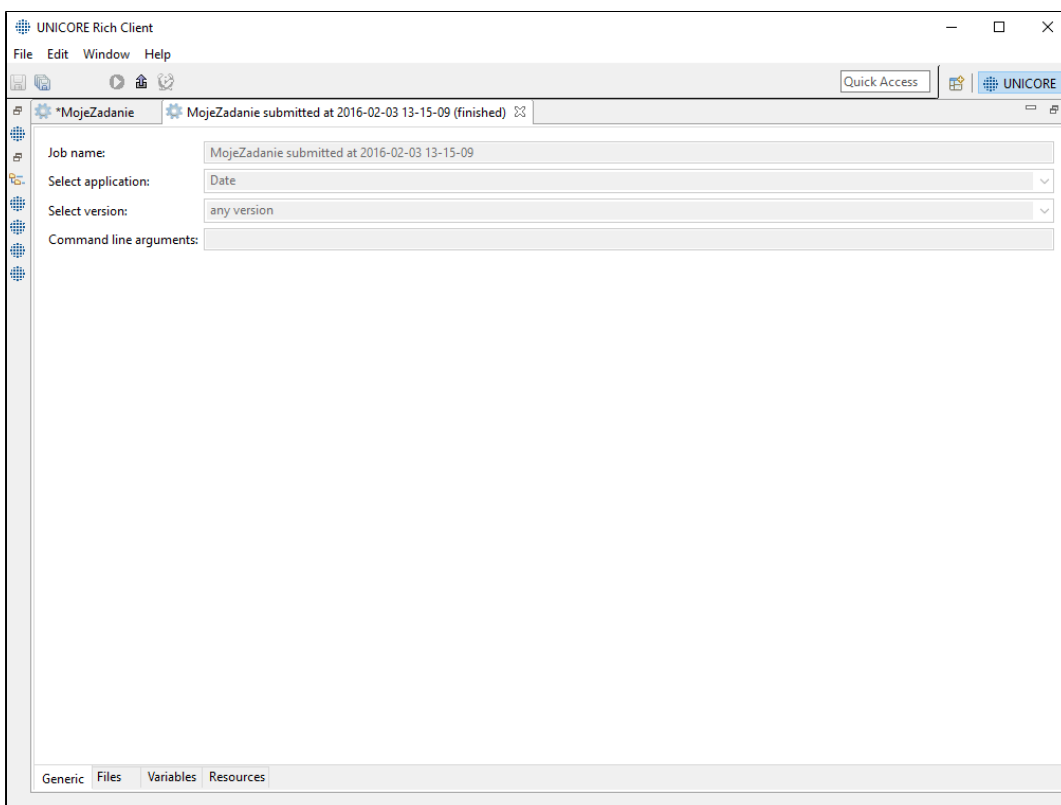 UNICORE Rich Client
File Edit Window Help
Quick Access UNICORE
*MojeZadanie MojeZadanie submitted at 2016-02-03 13-15-09 (finished)
Job name: MojeZadanie submitted at 2016-02-03 13-15-09
Select application: Date
Select version: any version
Command line arguments:
Generic Files Variables Resources